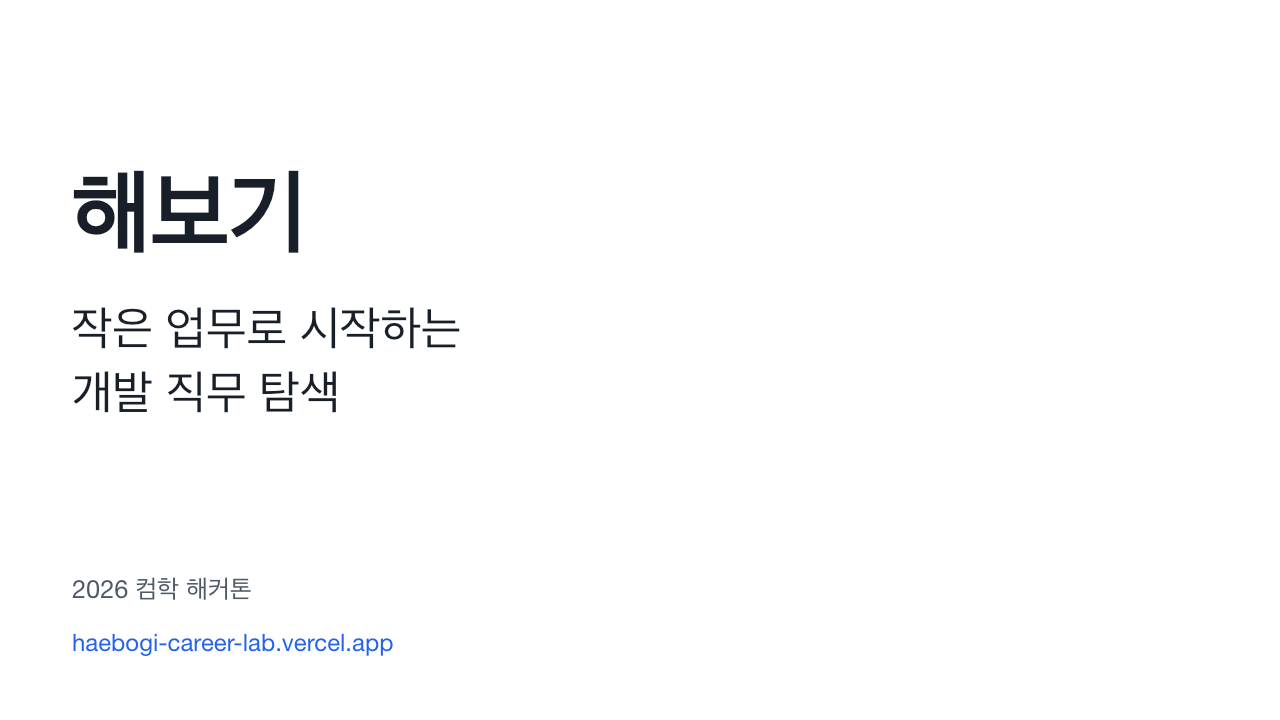 해보기
작은 업무로 시작하는
개발 직무 탐색
2026 컴학 해커톤
haebogi-career-lab.vercel.app